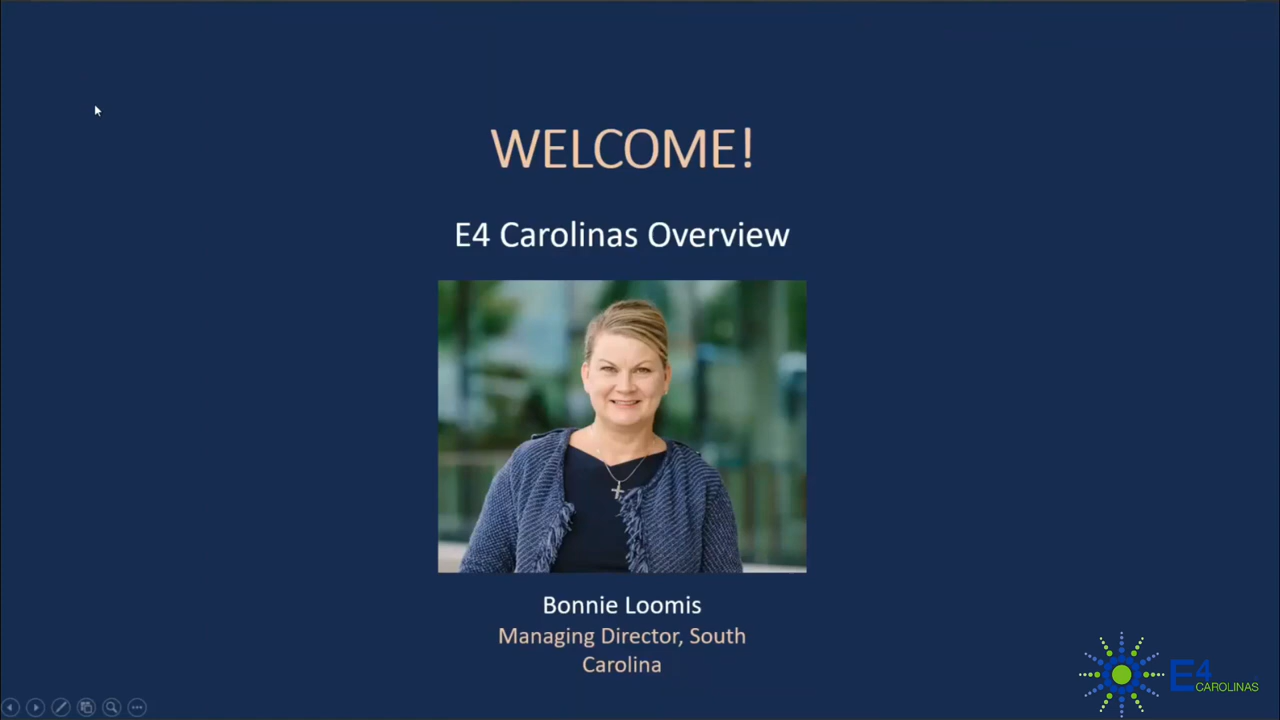 WELCOME!
E4 Carolinas Overview
Bonnie Loomis
Managing Director, South
Carolina
E4
CAROLINAS